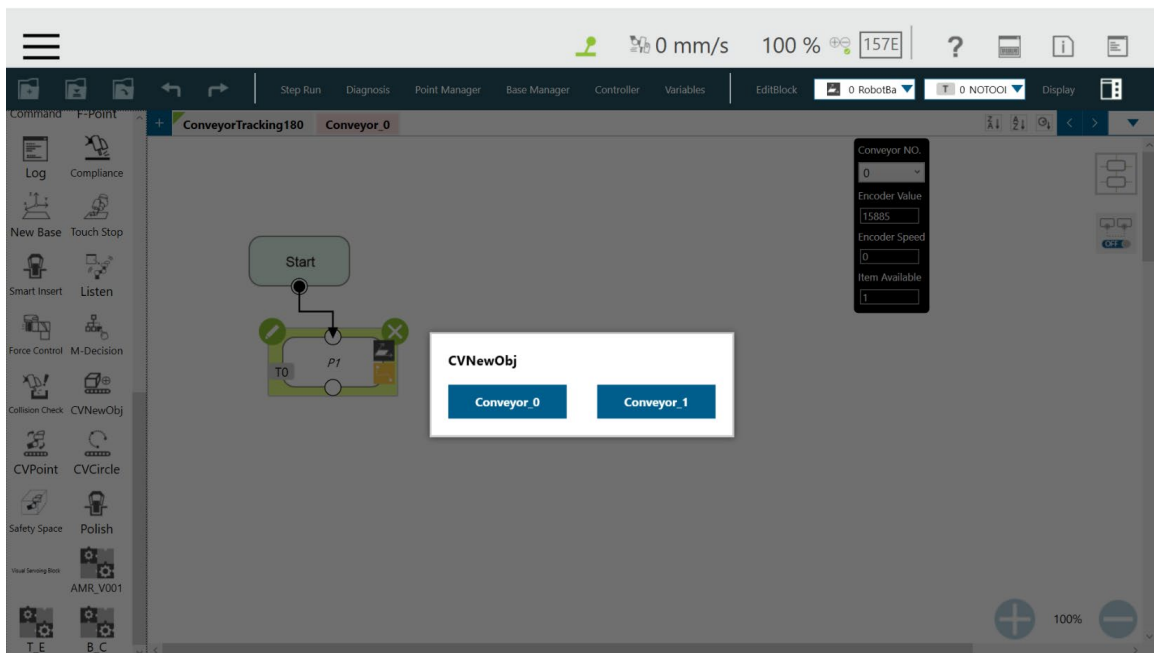 0 mm/s 100 % 157E ?
Step Run Diagnosis Point Manager Base Manager Controller Variables EditBlock 0 RobotBa T 0 NOTOOl Display
Command F-Point
+ ConveyorTracking180 Conveyor_0
Log Compliance
New Base Touch Stop
Smart Insert Listen
Force Control M-Decision
Collision Check CVNewObj
CVPoint CVCircle
Safety Space Polish
Visual Servoing Block AMR_V001
T_E B_C
Conveyor NO.
0
Encoder Value
15885
Encoder Speed
0
Item Available
1
OFF
Start
P1
T0
CVNewObj
Conveyor_0 Conveyor_1
100%